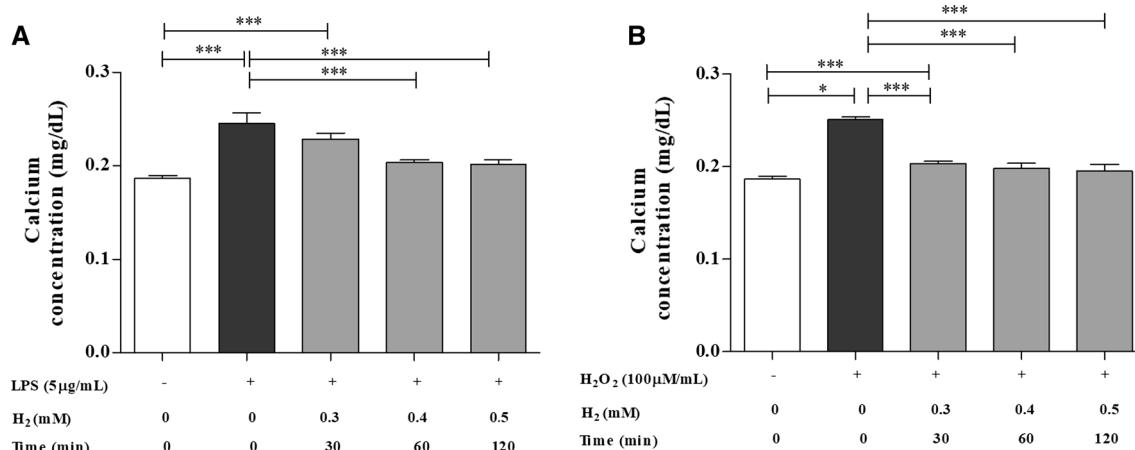 A
***
***
***
***
0.3
0.2
0.1
0.0
Calcium
concentration (mg/dL)
LPS (5µg/mL) - + + + +
H2 (mM) 0 0 0.3 0.4 0.5
Time (min) 0 0 30 60 120
B
***
***
***
* ***
0.3
0.2
0.1
0.0
Calcium
concentration (mg/dL)
H2O2 (100µM/mL) - + + + +
H2 (mM) 0 0 0.3 0.4 0.5
Time (min) 0 0 30 60 120